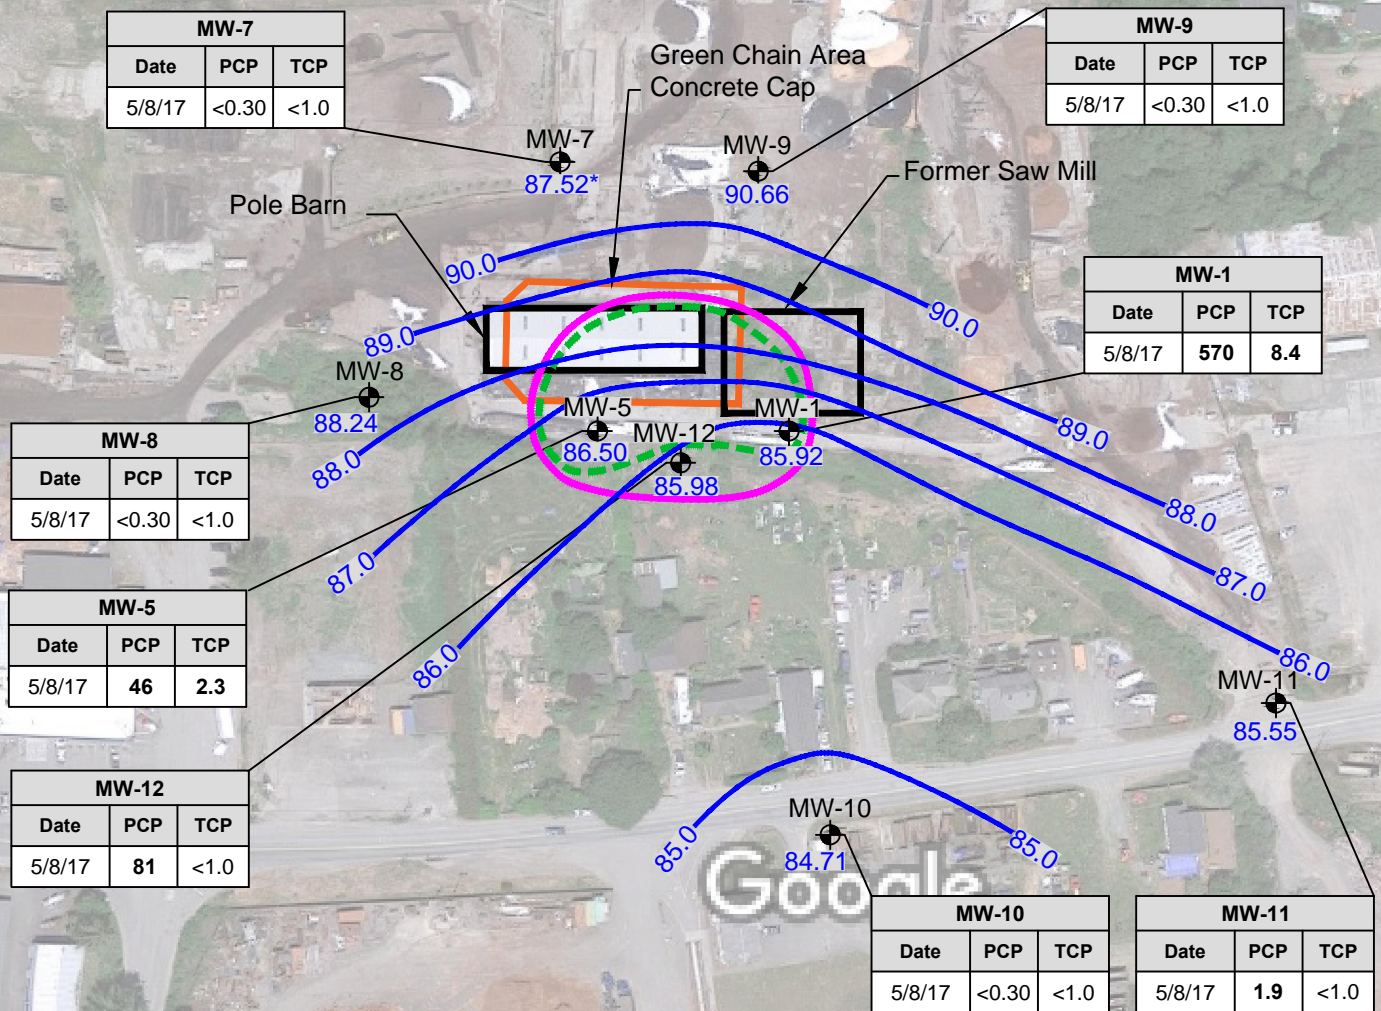 MW-7
Date PCP TCP
5/8/17 <0.30 <1.0
MW-9
Date PCP TCP
5/8/17 <0.30 <1.0
Green Chain Area
Concrete Cap
MW-7
87.52*
MW-9
90.66
Former Saw Mill
Pole Barn
90.0
90.0
89.0
89.0
MW-1
Date PCP TCP
5/8/17 570 8.4
MW-8
88.24
MW-5
86.50
MW-12
85.98
MW-1
85.92
88.0
88.0
87.0
87.0
86.0
86.0
MW-8
Date PCP TCP
5/8/17 <0.30 <1.0
MW-5
Date PCP TCP
5/8/17 46 2.3
MW-11
85.55
MW-12
Date PCP TCP
5/8/17 81 <1.0
85.0
85.0
MW-10
84.71
Google
MW-10
Date PCP TCP
5/8/17 <0.30 <1.0
MW-11
Date PCP TCP
5/8/17 1.9 <1.0